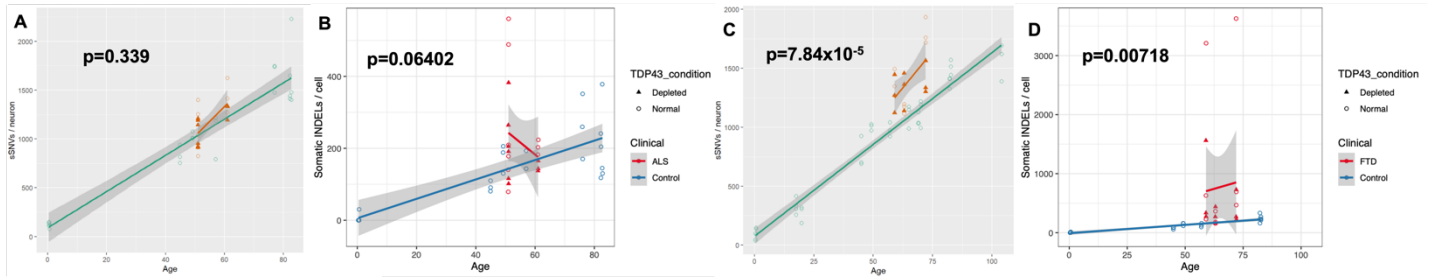 A
p=0.339
sSNVs / neuron
2000
1500
1000
500
0
0
20
40
60
80
Age
B
p=0.06402
Somatic INDELs / cell
400
200
0
0
20
40
60
80
Age
TDP43_condition
Depleted
Normal
Clinical
ALS
Control
C
p=7.84x10-5
sSNVs / neuron
2000
1500
1000
500
0
0
25
50
75
100
Age
D
p=0.00718
Somatic INDELs / cell
3000
2000
1000
0
0
25
50
75
100
Age
TDP43_condition
Depleted
Normal
Clinical
FTD
Control